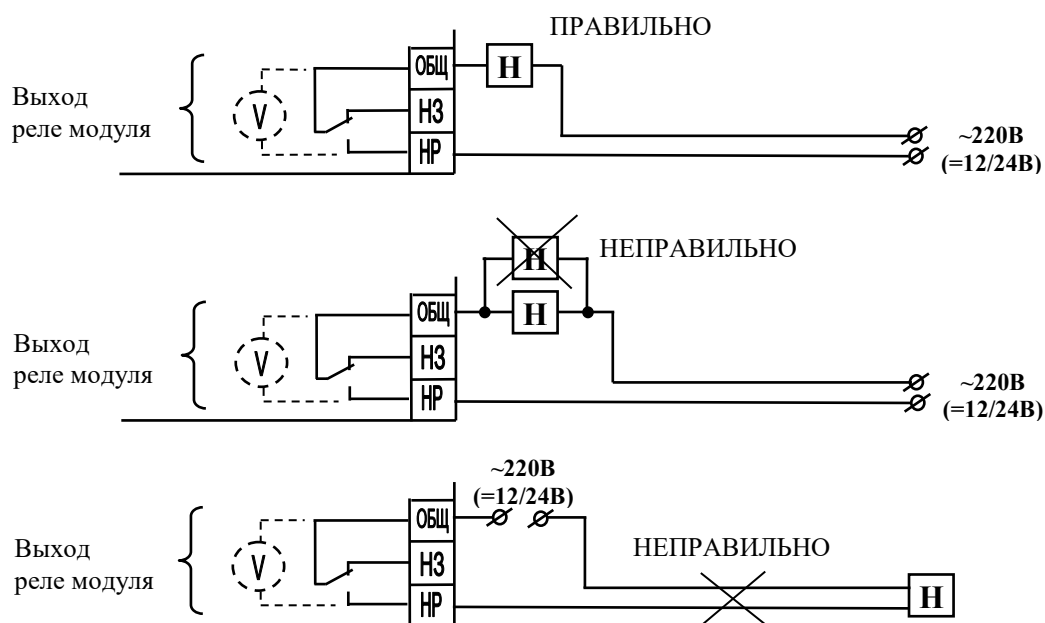 ПРАВИЛЬНО
ОБЩ
Н
Выход
реле модуля
V
НЗ
НР
~220В
(=12/24В)
Н
НЕПРАВИЛЬНО
ОБЩ
Н
Выход
реле модуля
V
НЗ
НР
~220В
(=12/24В)
~220В
(=12/24В)
ОБЩ
Выход
реле модуля
V
НЗ
НЕПРАВИЛЬНО
НР
Н